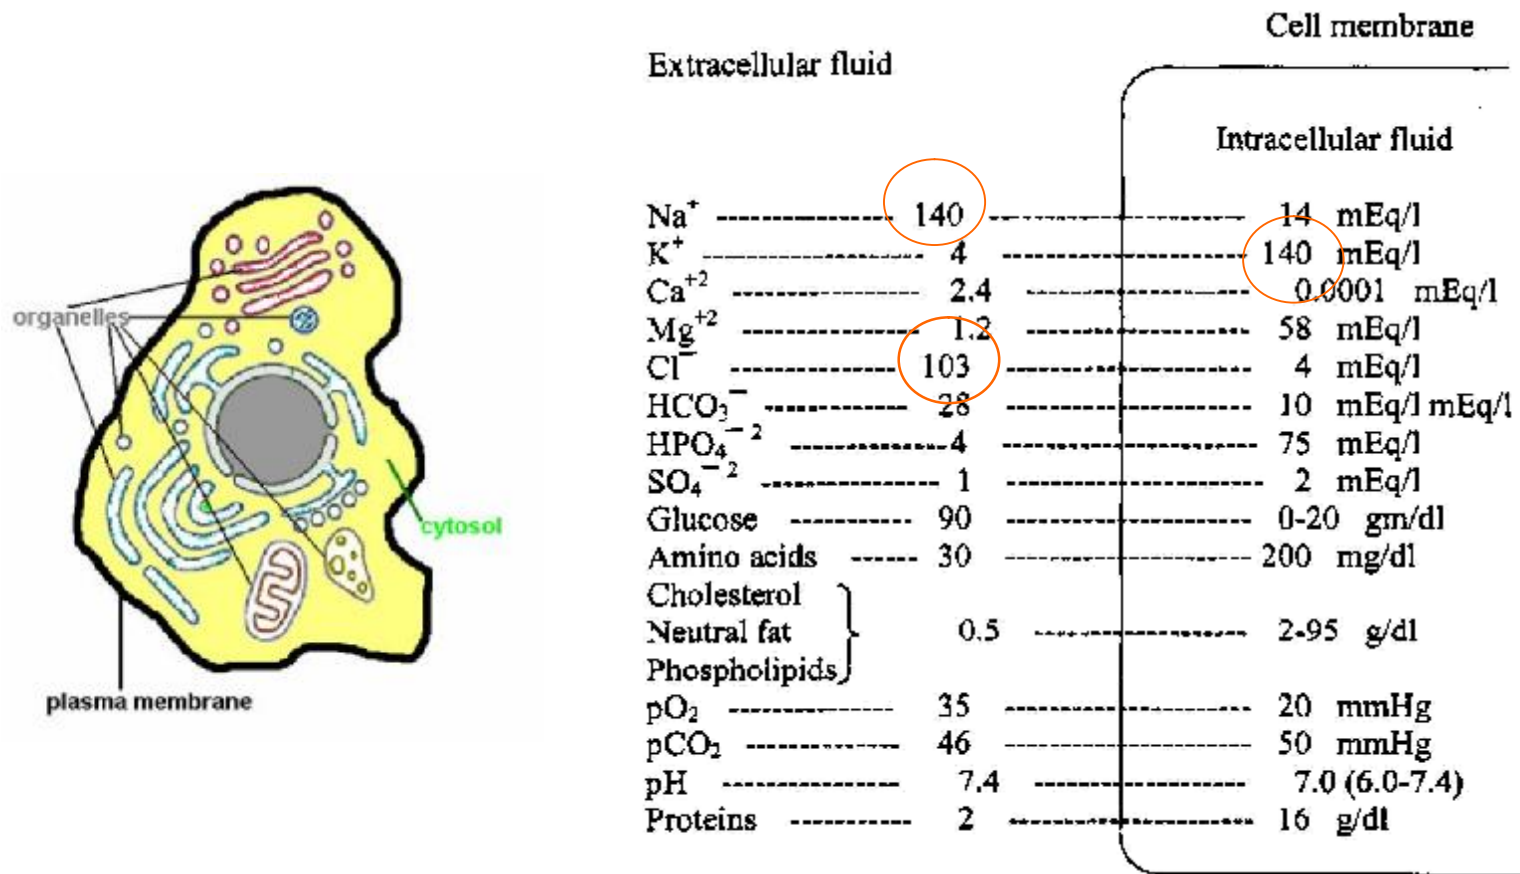 organelles
cytosol
plasma membrane
Cell membrane
Extracellular fluid
Intracellular fluid
Na⁺ 140 14 mEq/l
K⁺ 4 140 mEq/l
Ca⁺² 2.4 0.0001 mEq/l
Mg⁺² 1.2 58 mEq/l
Cl⁻ 103 4 mEq/l
HCO₃⁻ 28 10 mEq/l mEq/l
HPO₄⁻² 4 75 mEq/l
SO₄⁻² 1 2 mEq/l
Glucose 90 0-20 gm/dl
Amino acids 30 200 mg/dl
Cholesterol
Neutral fat 0.5 2-95 g/dl
Phospholipids
pO₂ 35 20 mmHg
pCO₂ 46 50 mmHg
pH 7.4 7.0 (6.0-7.4)
Proteins 2 16 g/dl